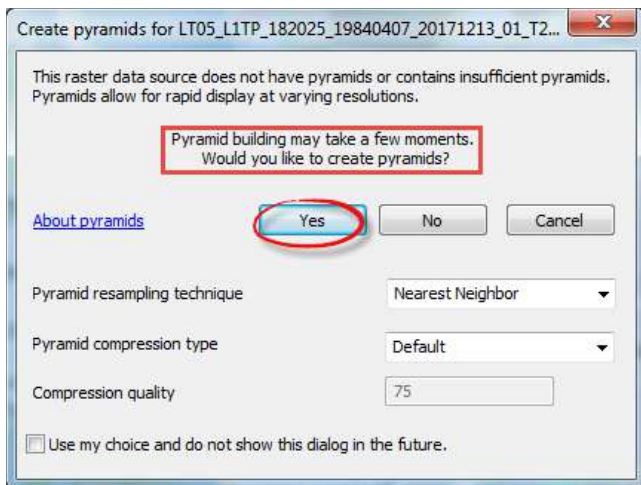 Create pyramids for LT05_L1TP_182025_19840407_20171213_01_T2...
This raster data source does not have pyramids or contains insufficient pyramids.
Pyramids allow for rapid display at varying resolutions.
Pyramid building may take a few moments.
Would you like to create pyramids?
About pyramids Yes No Cancel
Pyramid resampling technique Nearest Neighbor
Pyramid compression type Default
Compression quality 75
Use my choice and do not show this dialog in the future.